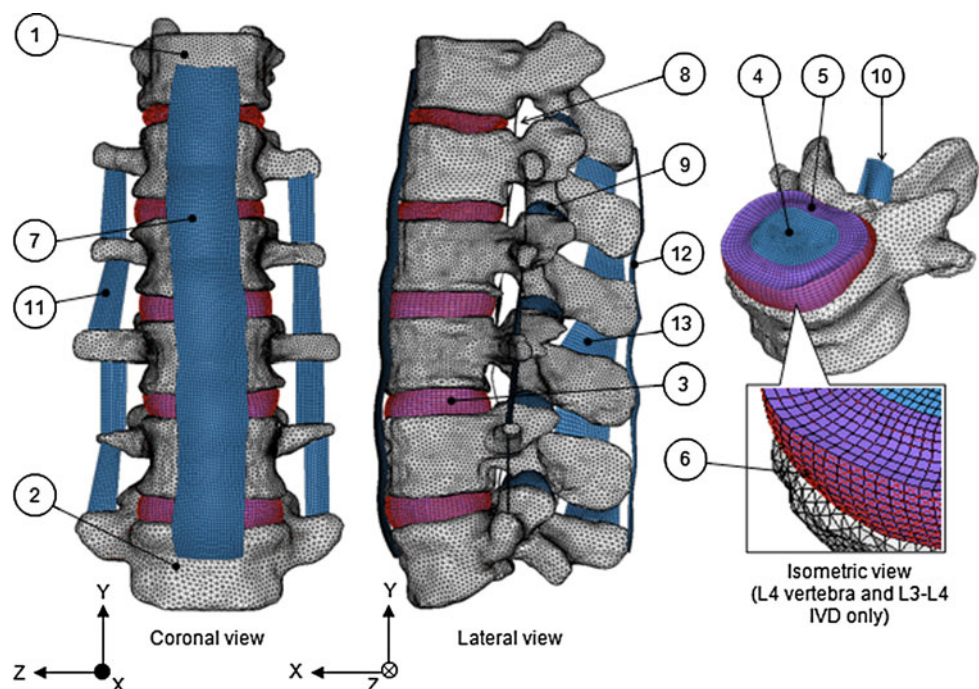 1
8
4
5
10
9
7
12
11
13
3
6
2
Isometric view
(L4 vertebra and L3-L4
IVD only)
Y
Y
Coronal view
Lateral view
Z
X
X
Z